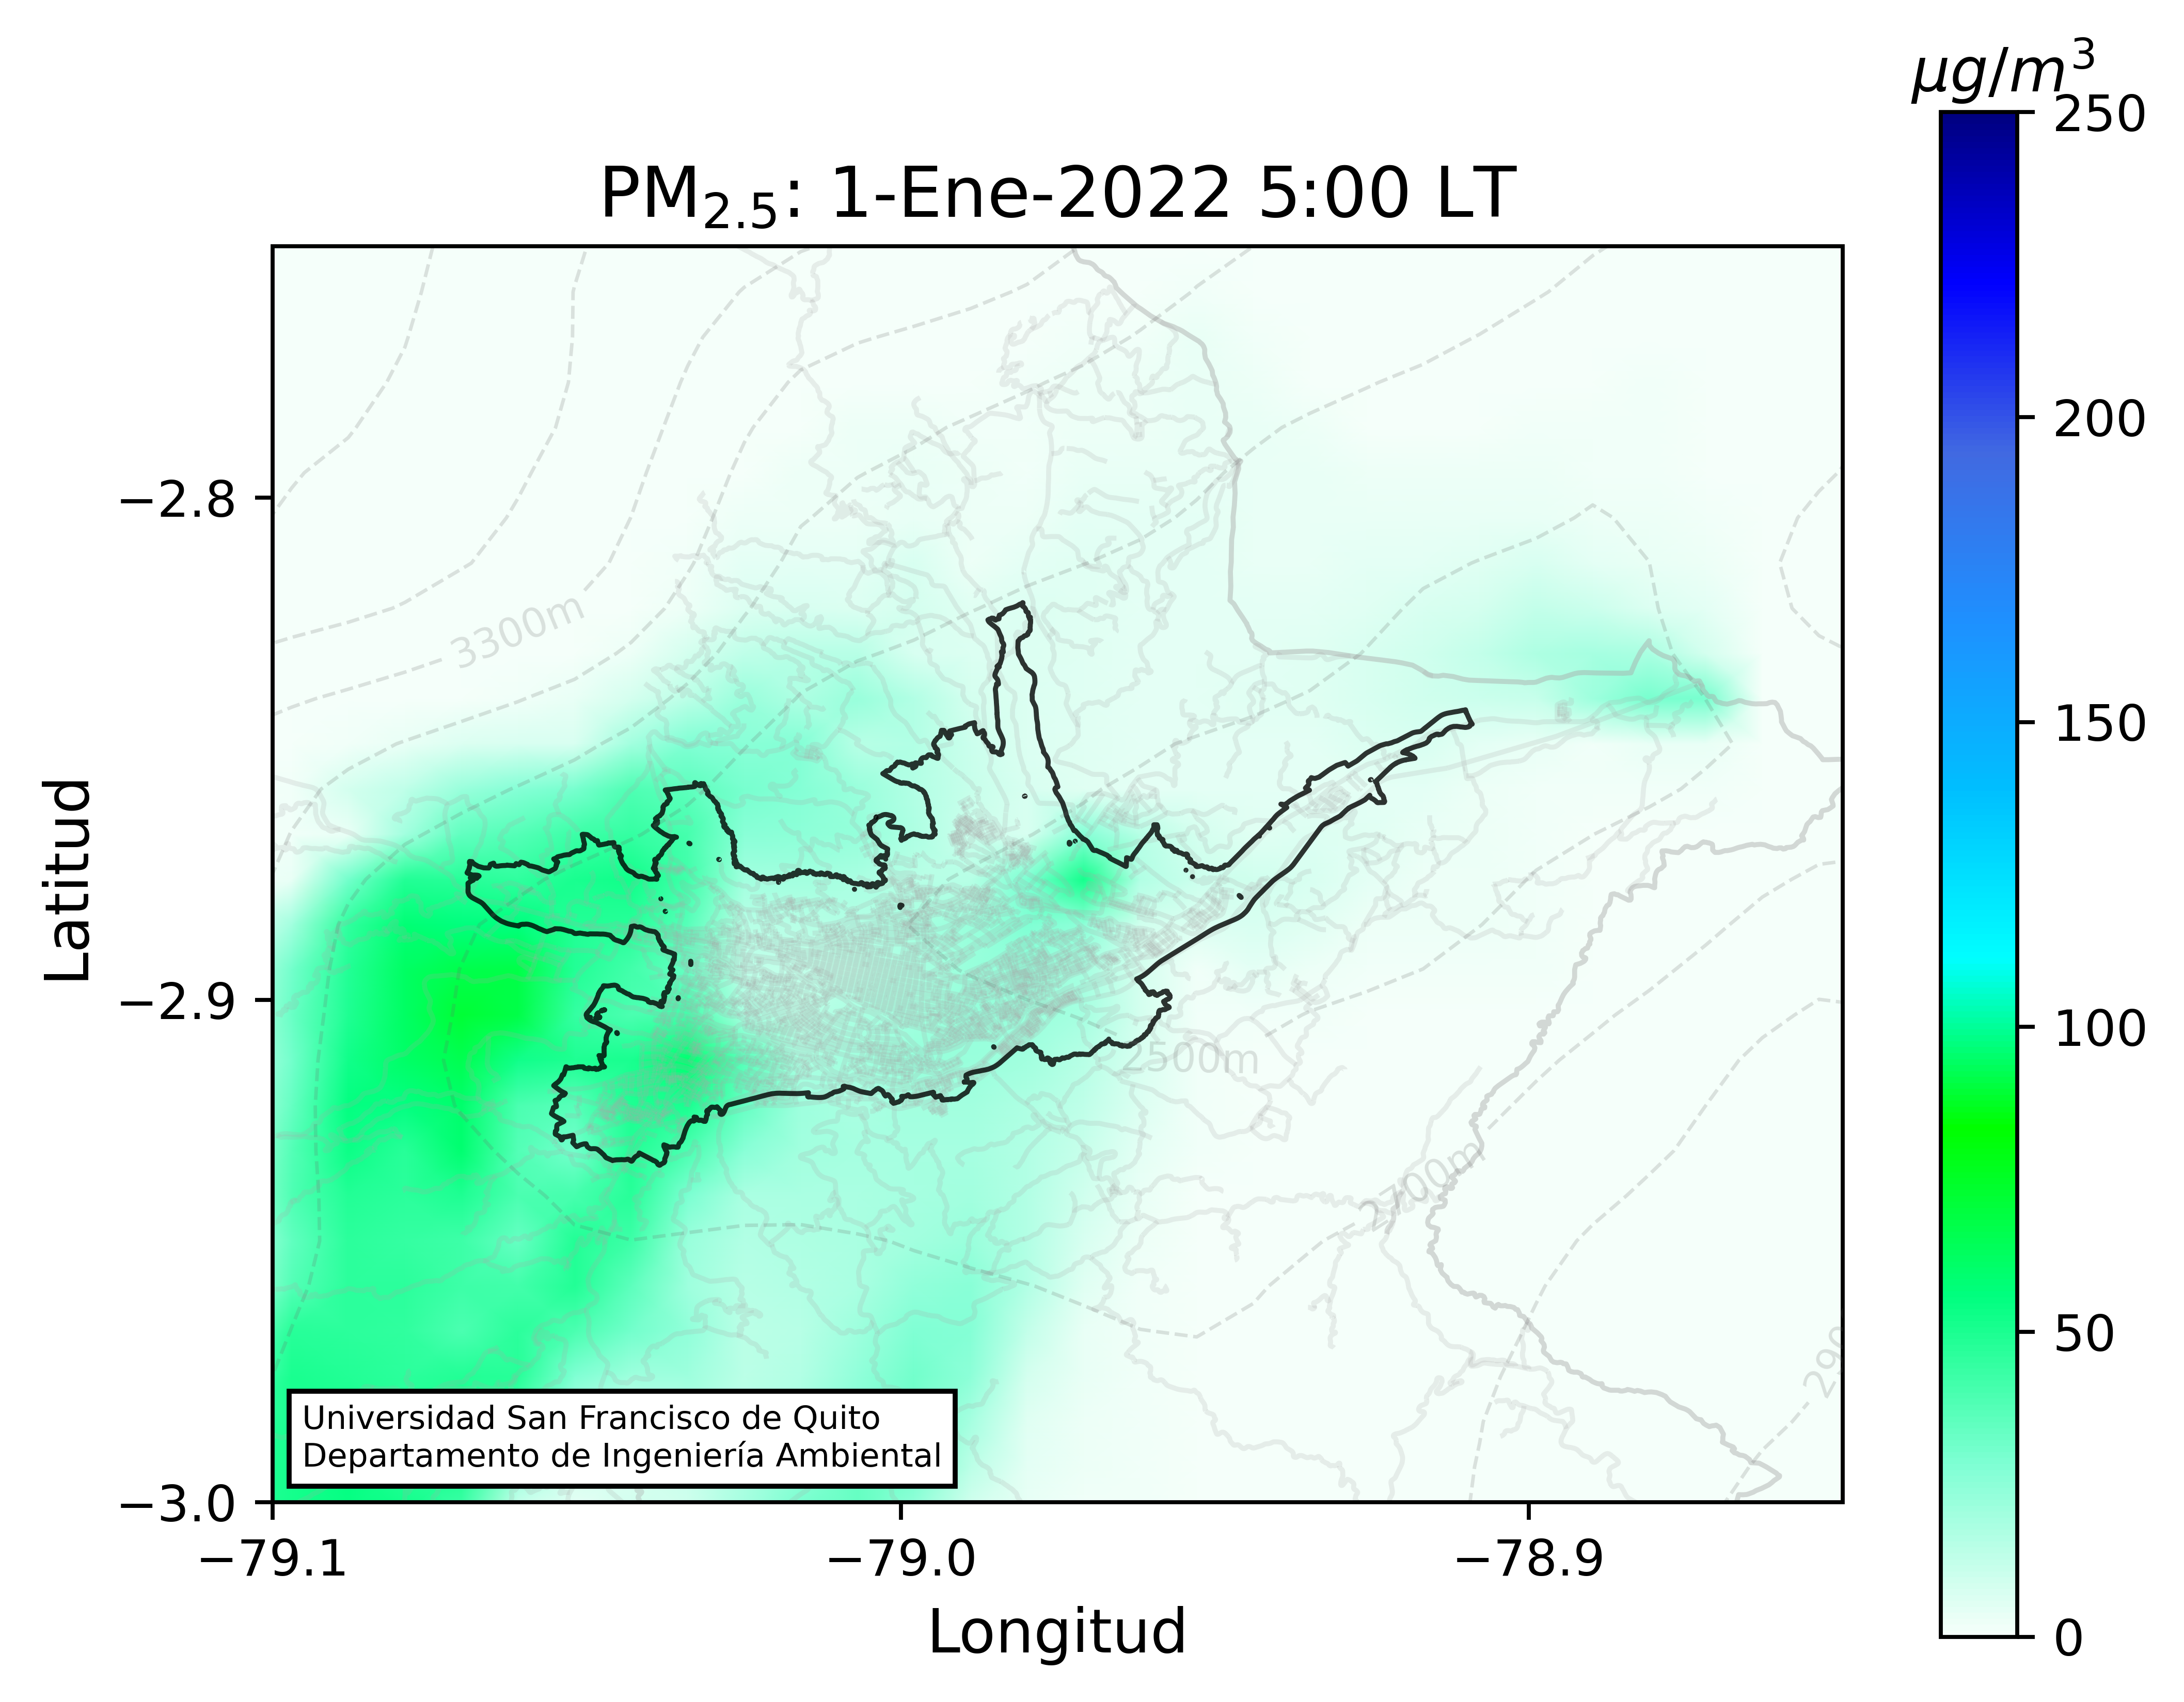 µg/m³
PM₂.₅: 1-Ene-2022 5:00 LT
250
200
150
100
50
0
Latitud
−2.8
−2.9
−3.0
3300m
2500m
2700m
Universidad San Francisco de Quito
Departamento de Ingeniería Ambiental
−79.1
−79.0
−78.9
Longitud